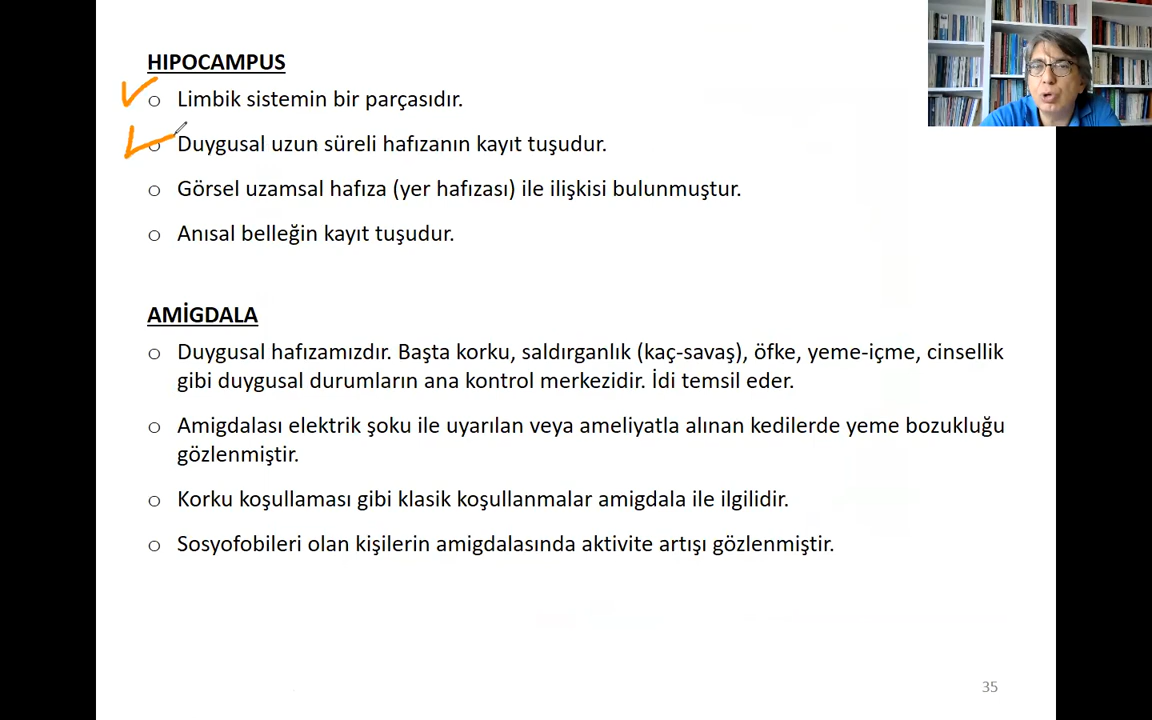 HIPOCAMPUS
Limbik sistemin bir parçasıdır.
Duygusal uzun süreli hafızanın kayıt tuşudur.
Görsel uzamsal hafıza (yer hafızası) ile ilişkisi bulunmuştur.
Anısal belleğin kayıt tuşudur.
AMİGDALA
Duygusal hafızamızdır. Başta korku, saldırganlık (kaç-savaş), öfke, yeme-içme, cinsellik
gibi duygusal durumların ana kontrol merkezidir. İdi temsil eder.
Amigdalası elektrik şoku ile uyarılan veya ameliyatla alınan kedilerde yeme bozukluğu
gözlenmiştir.
Korku koşullaması gibi klasik koşullanmalar amigdala ile ilgilidir.
Sosyofobileri olan kişilerin amigdalasında aktivite artışı gözlenmiştir.
35